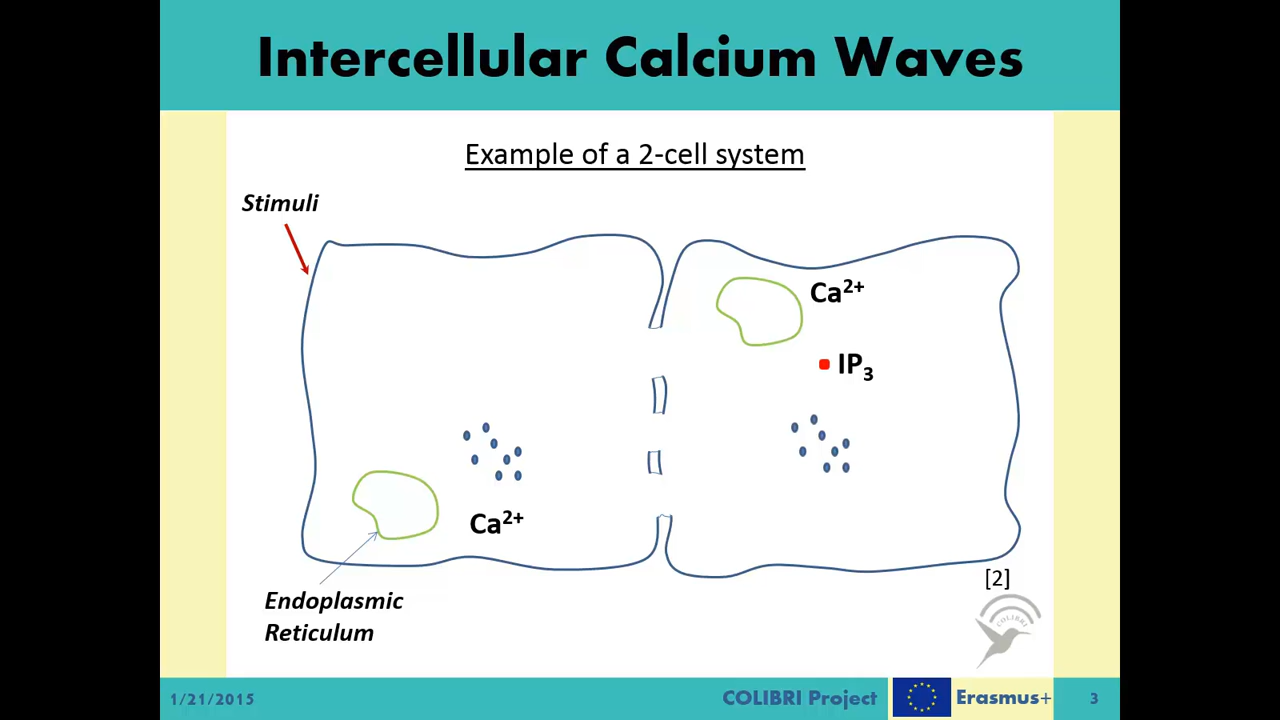 Intercellular Calcium Waves
Example of a 2-cell system
Stimuli
Ca²⁺
IP₃
Ca²⁺
Endoplasmic
Reticulum
[2]
COLIBRI
1/21/2015
COLIBRI Project
Erasmus+
3